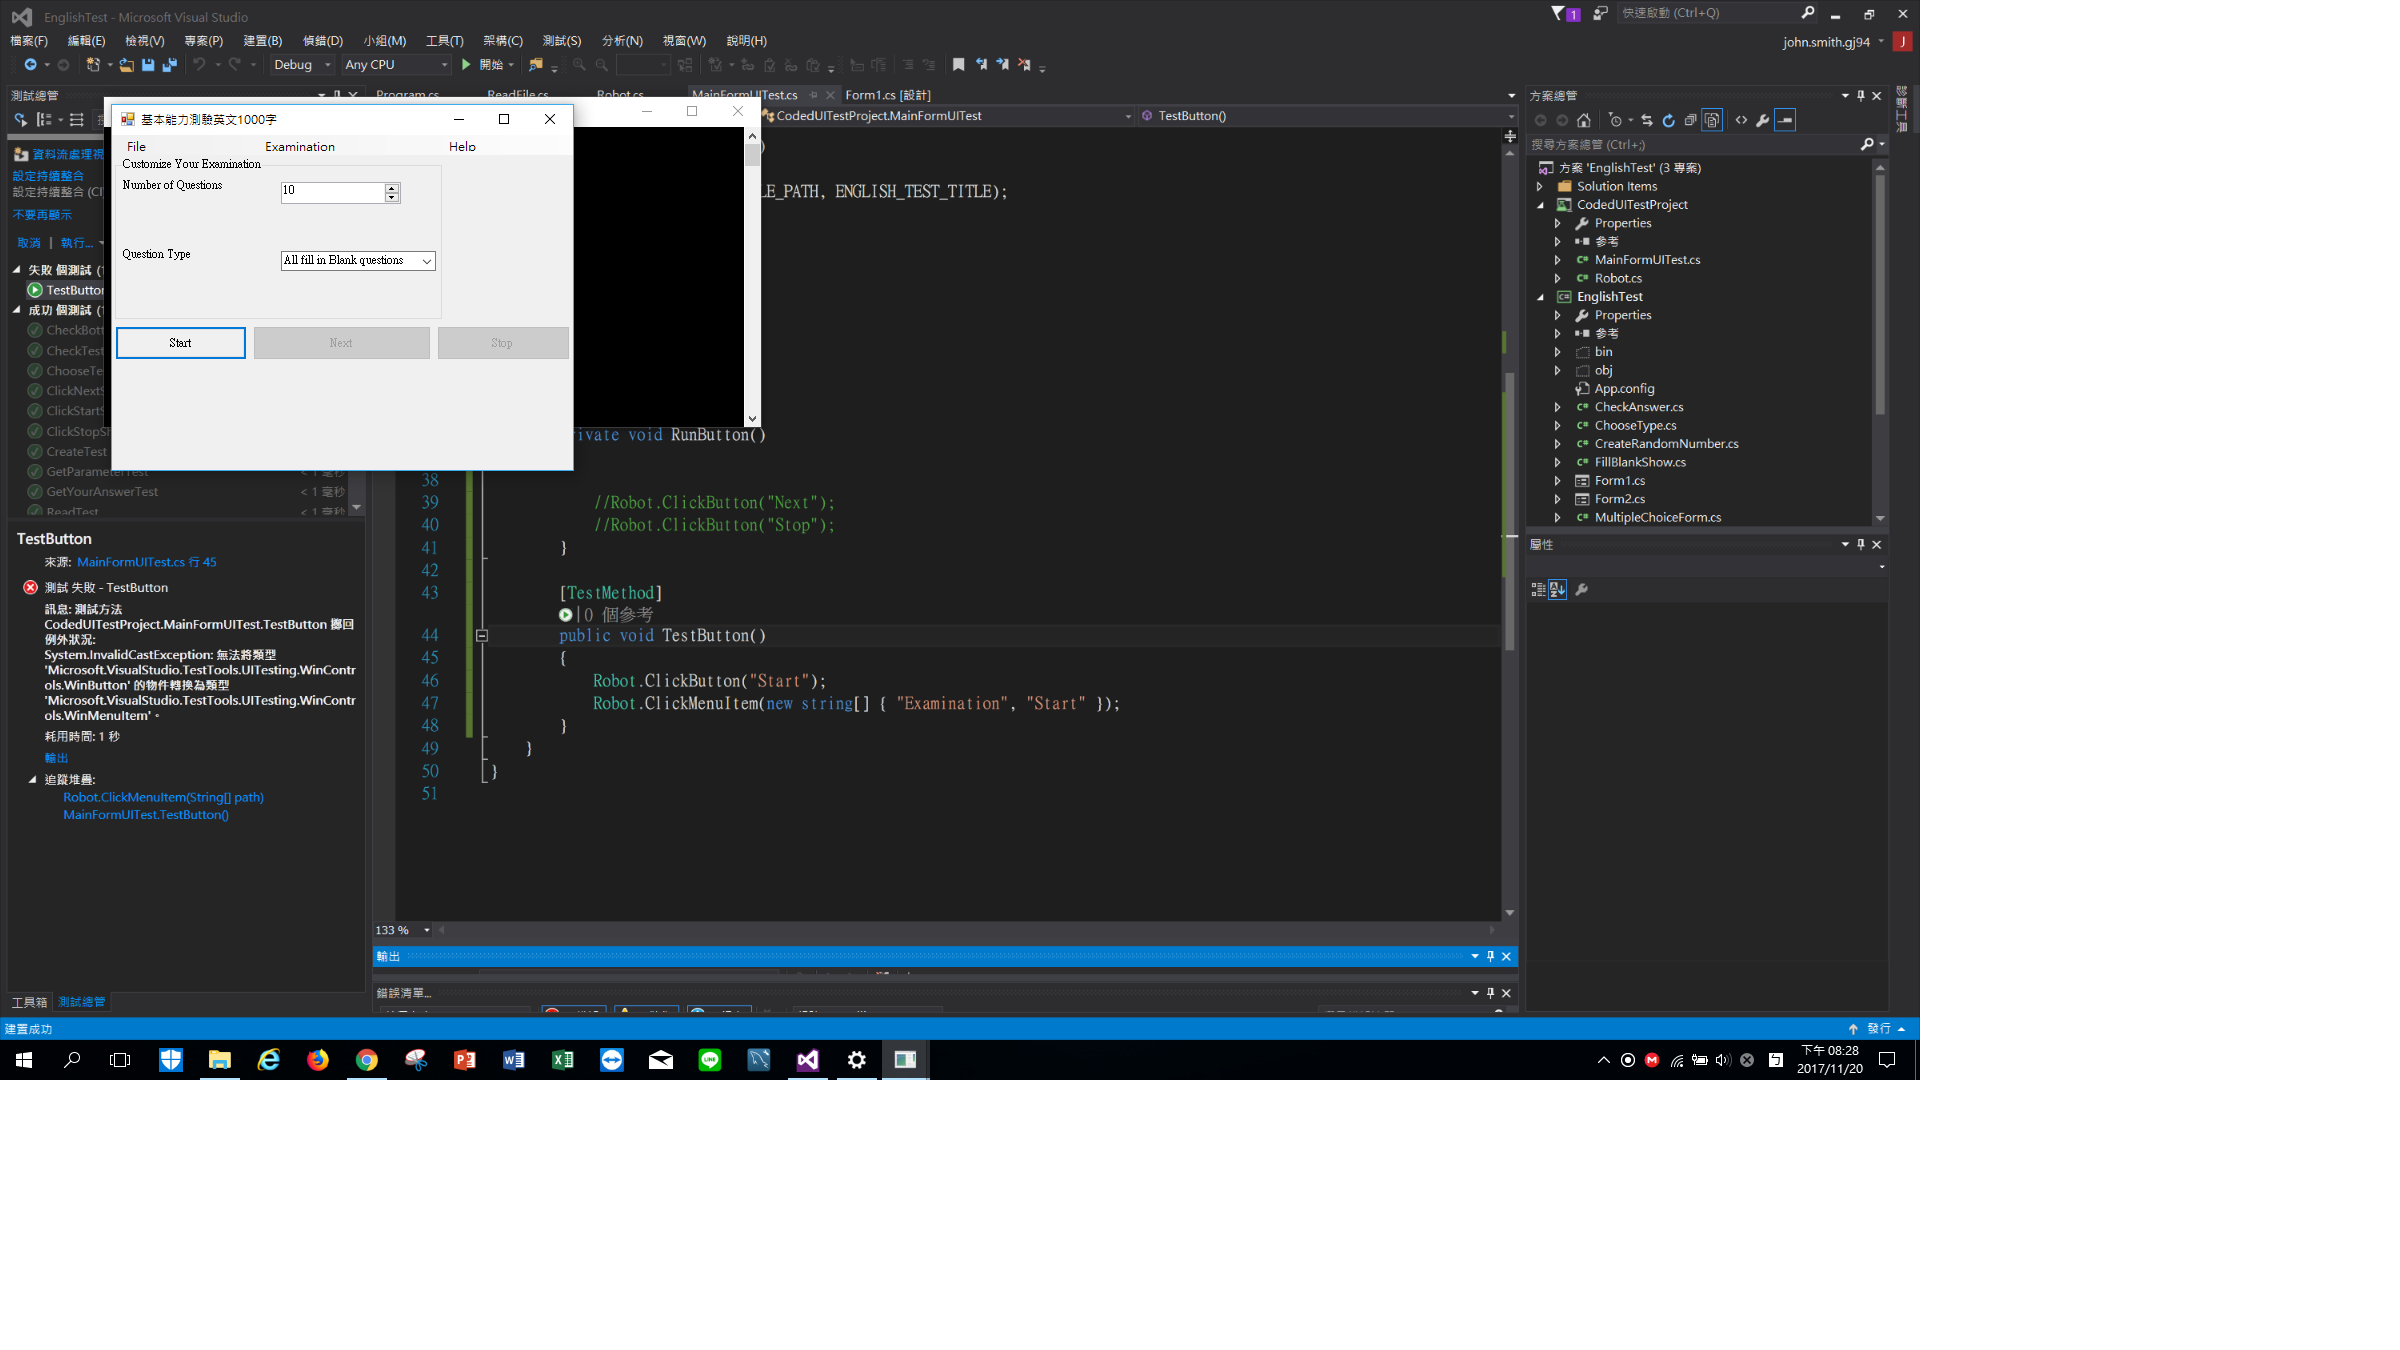 EnglishTest - Microsoft Visual Studio
1
快速啟動 (Ctrl+Q)
檔案(F) 編輯(E) 檢視(V) 專案(P) 建置(B) 偵錯(D) 小組(M) 工具(T) 架構(C) 測試(S) 分析(N) 視窗(W) 說明(H)
john.smith.gj94 J
Debug Any CPU 開始
測試總管
Program.cs ReadFile.cs Robot.cs MainFormUITest.cs Form1.cs [設計]
CodedUITestProject.MainFormUITest TestButton()
資料流處理視
設定持續整合
設定持續整合 (CI
不要再顯示
取消 | 執行...
失敗 個測試 (
TestButton
成功 個測試 (
CheckBott
CheckTest
ChooseTe
ClickNextS
ClickStartS
ClickStopSh
CreateTest
GetParameterTest < 1 毫秒
GetYourAnswerTest < 1 毫秒
ReadTest < 1 毫秒
基本能力測驗英文1000字
File Examination Help
Customize Your Examination
Number of Questions 10
Question Type All fill in Blank questions
Start Next Stop
)
LE_PATH, ENGLISH_TEST_TITLE);
rivate void RunButton()
38
39 //Robot.ClickButton("Next");
40 //Robot.ClickButton("Stop");
41 }
42
43 [TestMethod]
|0 個參考
44 public void TestButton()
45 {
46 Robot.ClickButton("Start");
47 Robot.ClickMenuItem(new string[] { "Examination", "Start" });
48 }
49 }
50 }
51
TestButton
來源: MainFormUITest.cs 行 45
測試 失敗 - TestButton
訊息: 測試方法
CodedUITestProject.MainFormUITest.TestButton 擲回
例外狀況:
System.InvalidCastException: 無法將類型
'Microsoft.VisualStudio.TestTools.UITesting.WinContr
ols.WinButton' 的物件轉換為類型
'Microsoft.VisualStudio.TestTools.UITesting.WinContr
ols.WinMenuItem'。
耗用時間: 1 秒
輸出
追蹤堆疊:
Robot.ClickMenuItem(String[] path)
MainFormUITest.TestButton()
工具箱 測試總管
133 %
輸出
錯誤清單...
方案總管
搜尋方案總管 (Ctrl+;)
方案 'EnglishTest' (3 專案)
Solution Items
CodedUITestProject
Properties
參考
MainFormUITest.cs
Robot.cs
EnglishTest
Properties
參考
bin
obj
App.config
CheckAnswer.cs
ChooseType.cs
CreateRandomNumber.cs
FillBlankShow.cs
Form1.cs
Form2.cs
MultipleChoiceForm.cs
屬性
診斷工具
建置成功
發行
下午 08:28
2017/11/20